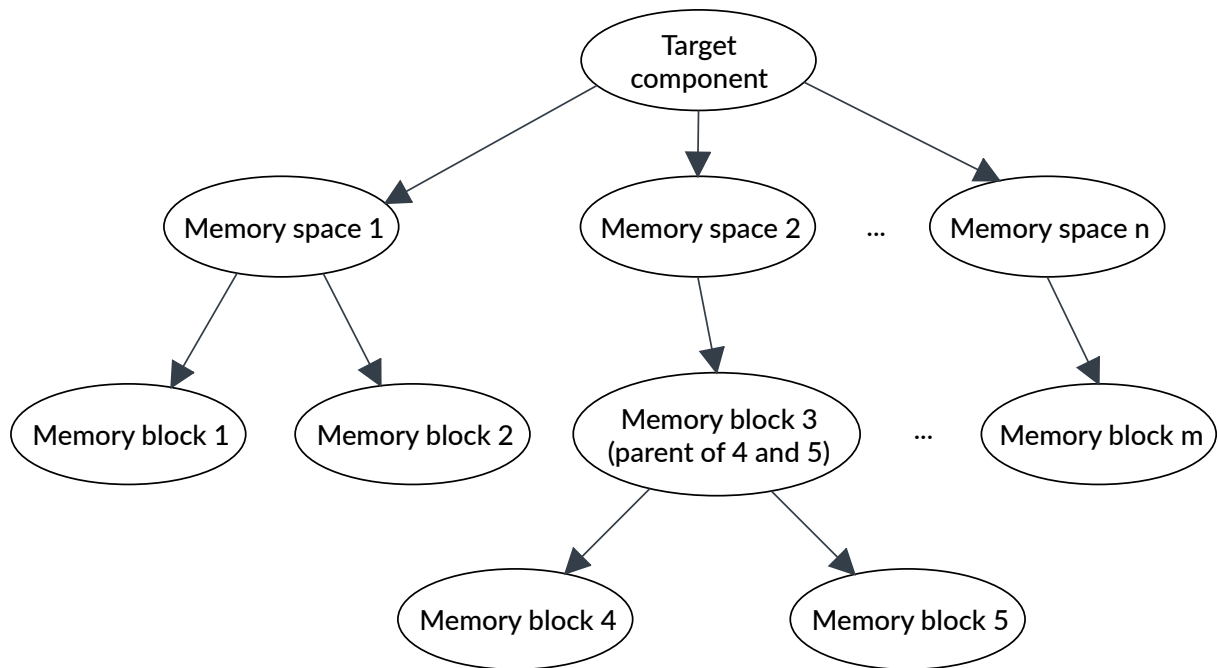 Target
component
Memory space 1
Memory space 2
...
Memory space n
Memory block 1
Memory block 2
Memory block 3
(parent of 4 and 5)
...
Memory block m
Memory block 4
Memory block 5